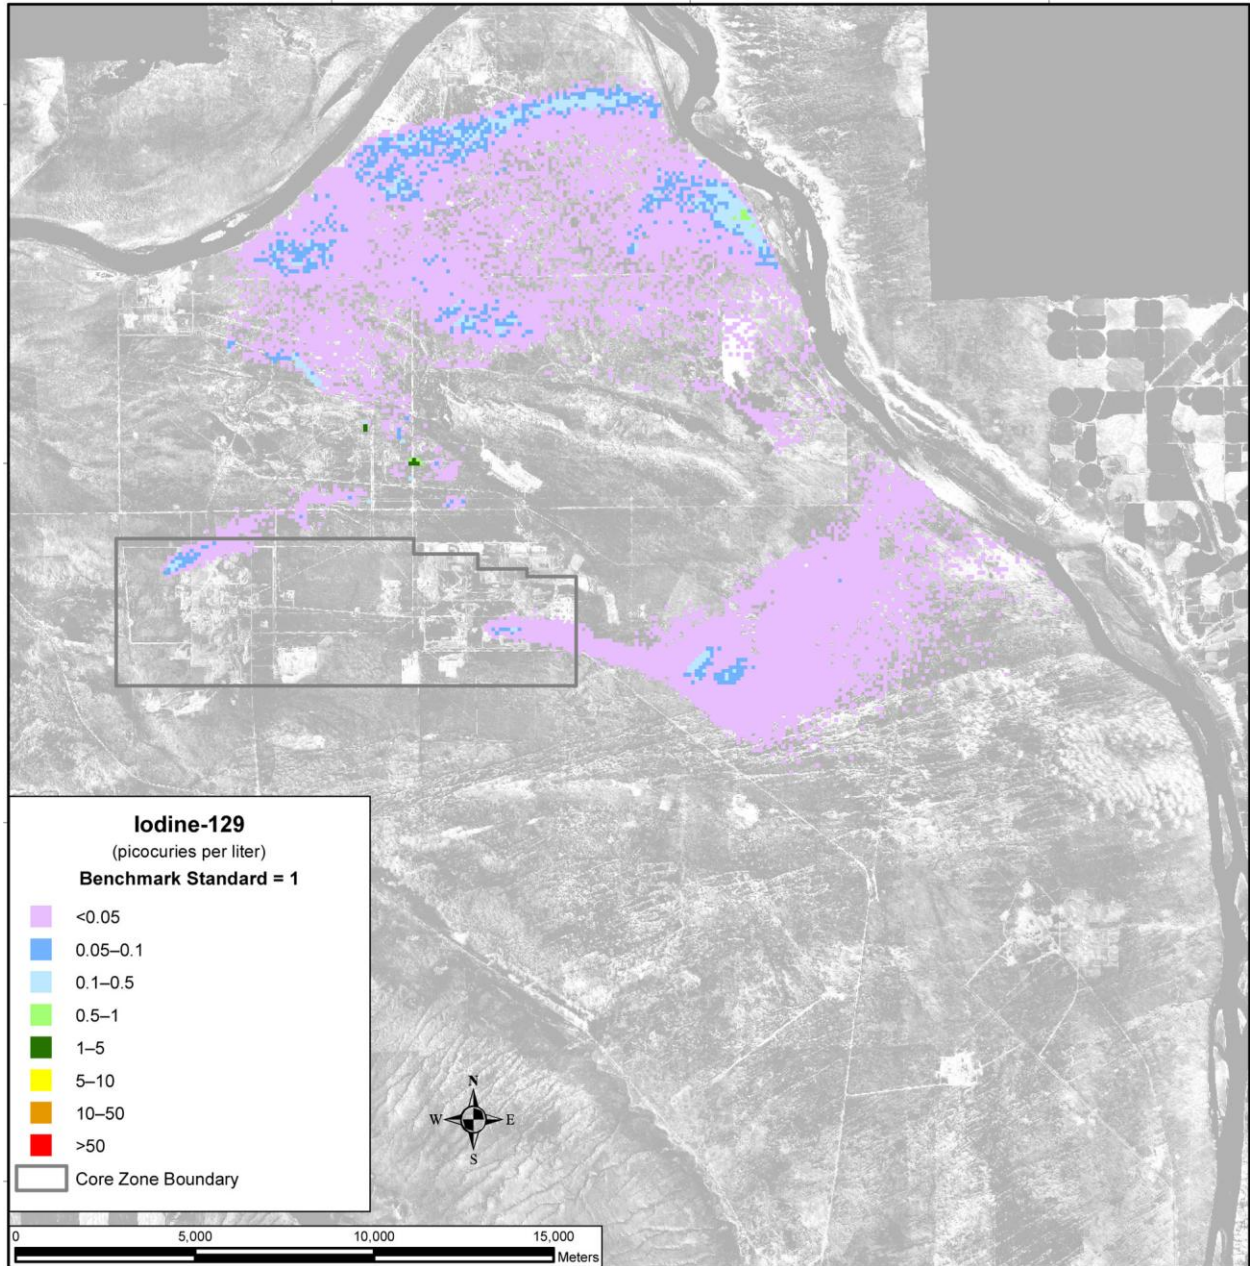 Iodine-129
(picocuries per liter)
Benchmark Standard = 1
<0.05
0.05–0.1
0.1–0.5
0.5–1
1–5
5–10
10–50
>50
Core Zone Boundary
N
W E
S
0 5,000 10,000 15,000
Meters